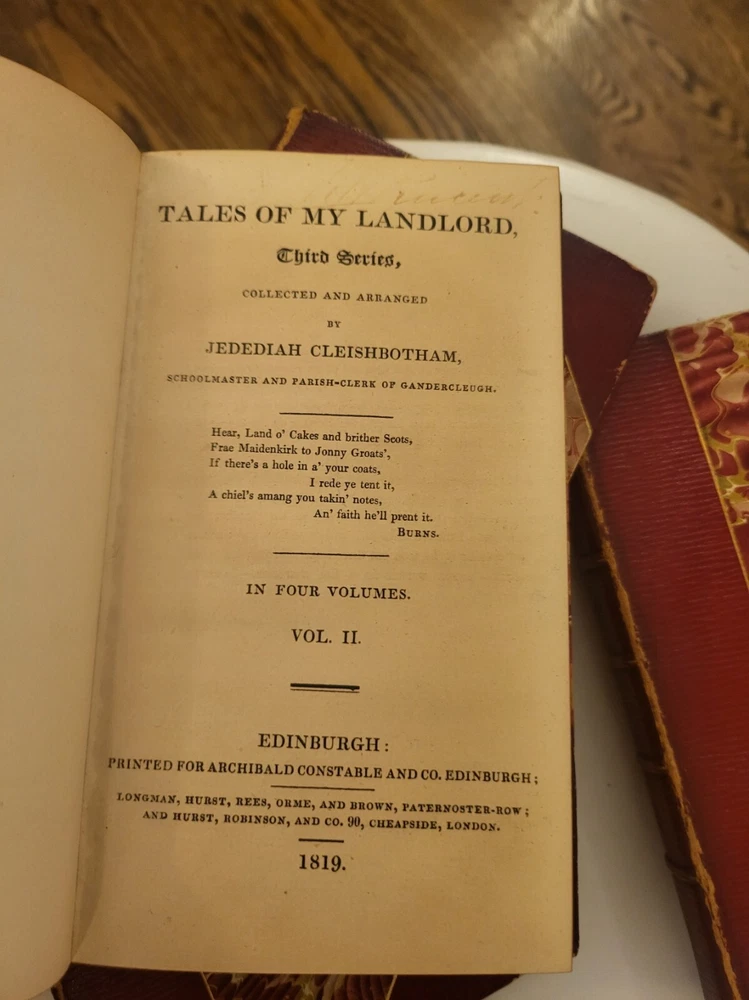 TALES OF MY LANDLORD,
Third Series,
COLLECTED AND ARRANGED
BY
JEDEDIAH CLEISHBOTHAM,
SCHOOLMASTER AND PARISH-CLERK OF GANDERCLEUGH.
Hear, Land o' Cakes and brither Scots,
Frae Maidenkirk to Jonny Groats',
If there's a hole in a' your coats,
I rede ye tent it,
A chiel's amang you takin' notes,
An' faith he'll prent it.
BURNS.
IN FOUR VOLUMES.
VOL. II.
EDINBURGH:
PRINTED FOR ARCHIBALD CONSTABLE AND CO. EDINBURGH;
LONGMAN, HURST, REES, ORME, AND BROWN, PATERNOSTER-ROW;
AND HURST, ROBINSON, AND CO. 90, CHEAPSIDE, LONDON.
1819.